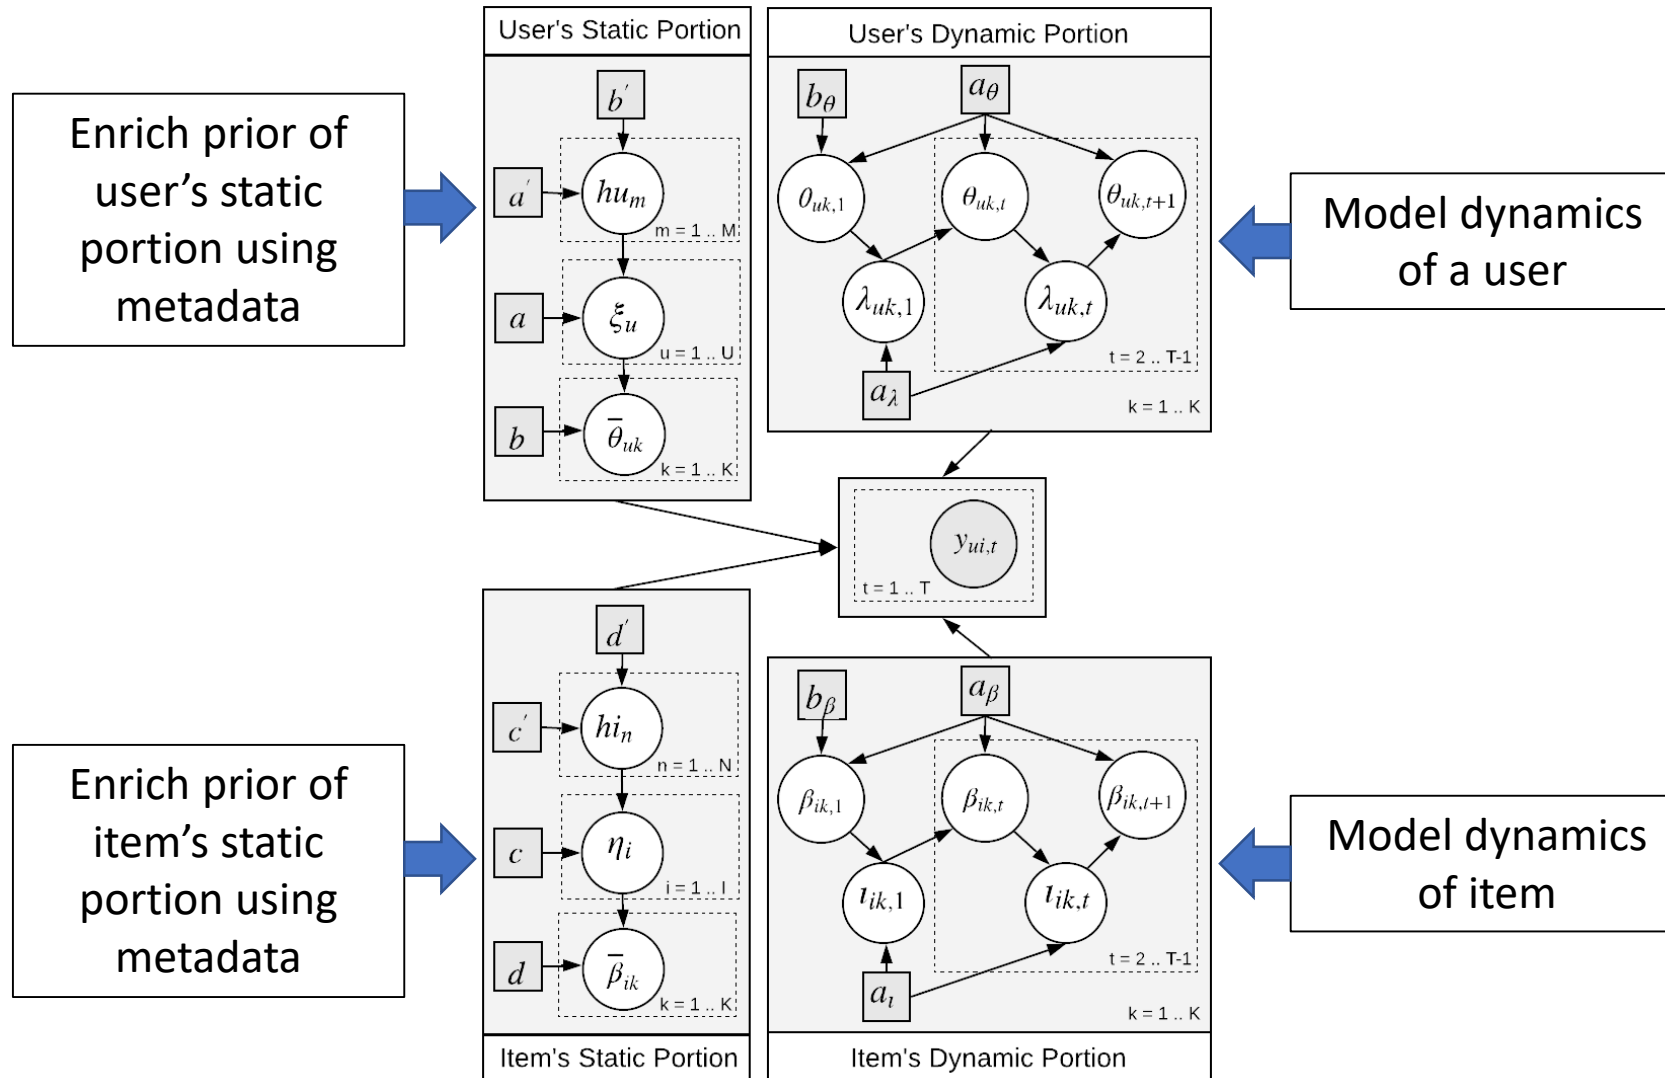 User's Static Portion
b'
a'
hu_m
m = 1 .. M
a
ξ_u
u = 1 .. U
b
θ̅_uk
k = 1 .. K
User's Dynamic Portion
b_θ
a_θ
θ_uk,1
θ_uk,t
θ_uk,t+1
λ_uk,1
λ_uk,t
t = 2 .. T-1
a_λ
k = 1 .. K
Enrich prior of
user’s static
portion using
metadata
Model dynamics
of a user
y_ui,t
t = 1 .. T
d'
c'
hi_n
n = 1 .. N
c
η_i
i = 1 .. I
d
β̅_ik
k = 1 .. K
Item's Static Portion
b_β
a_β
β_ik,1
β_ik,t
β_ik,t+1
ι_ik,1
ι_ik,t
t = 2 .. T-1
a_ι
k = 1 .. K
Item's Dynamic Portion
Enrich prior of
item’s static
portion using
metadata
Model dynamics
of item